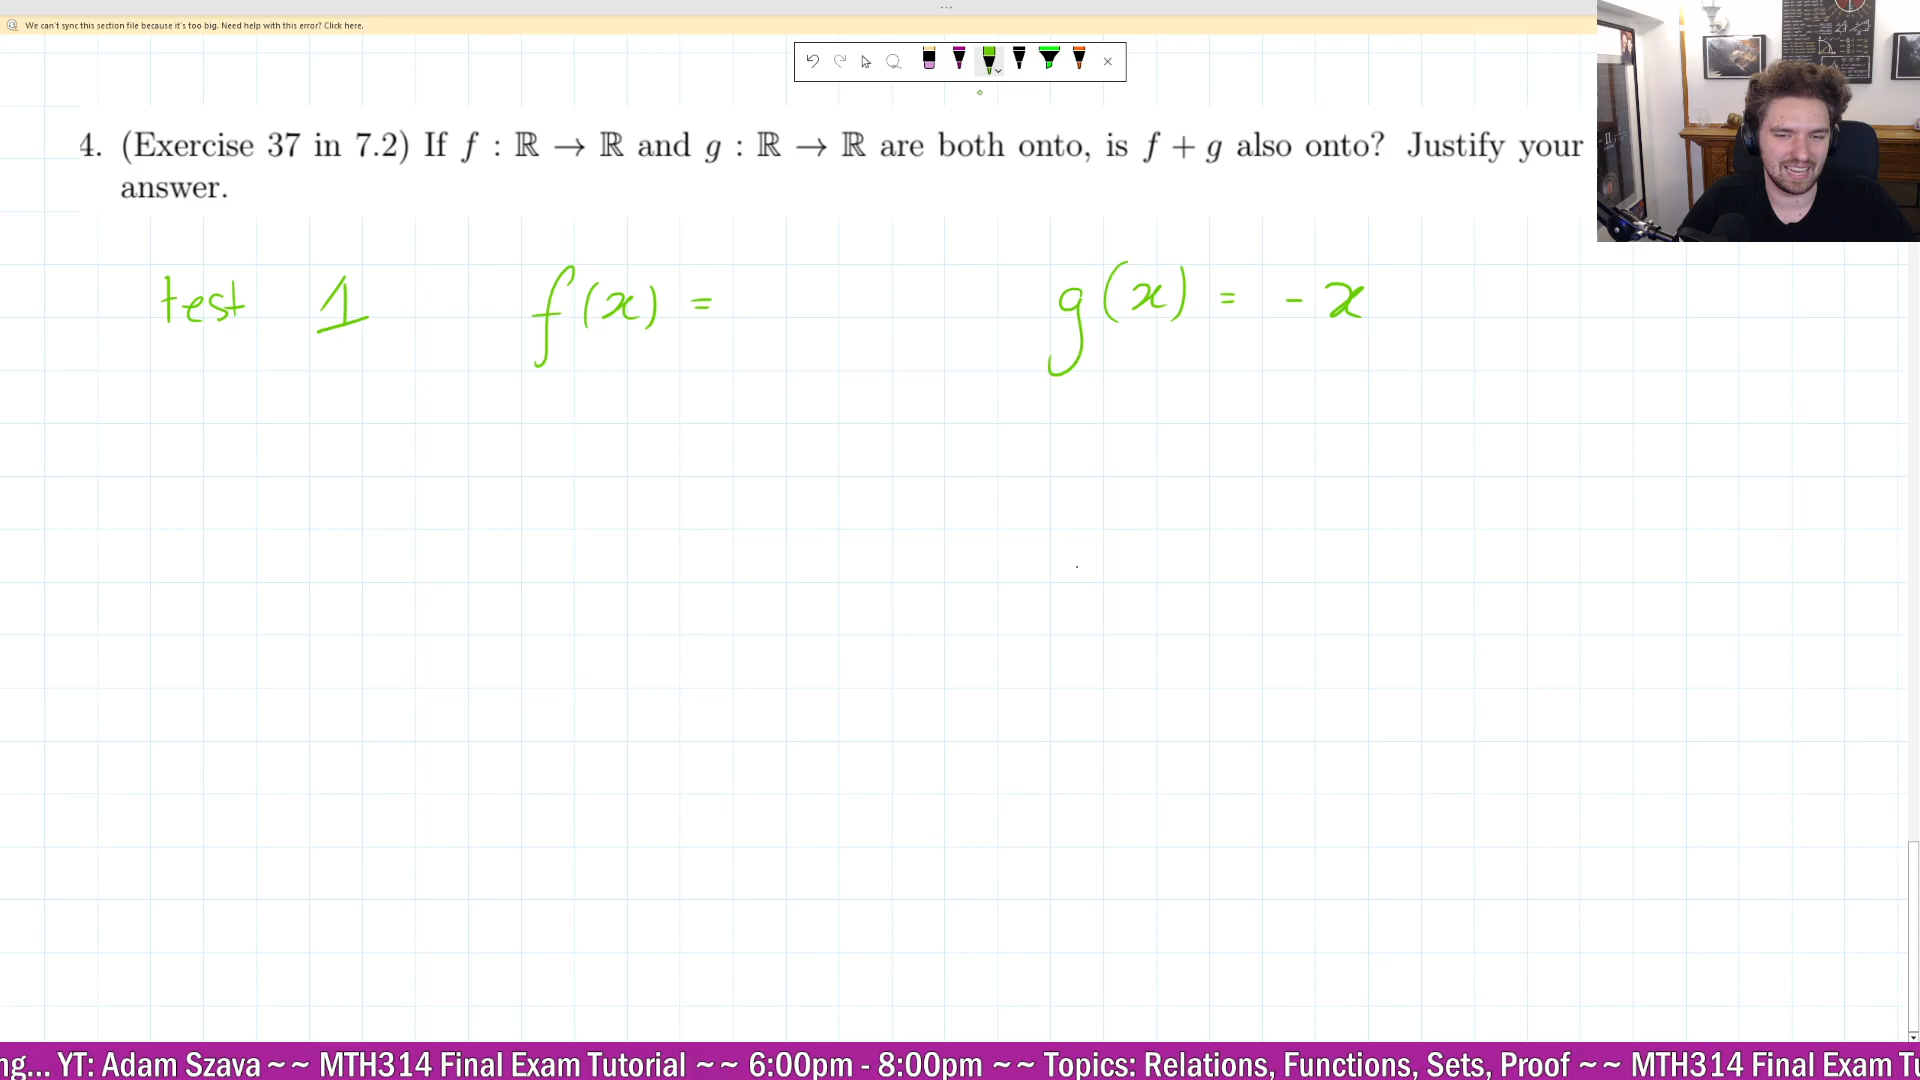 We can't sync this section file because it's too big. Need help with this error? Click here.
4. (Exercise 37 in 7.2) If f : ℝ → ℝ and g : ℝ → ℝ are both onto, is f + g also onto? Justify your
answer.
test 1 f(x) = g(x) = - x
ng... YT: Adam Szava ~~ MTH314 Final Exam Tutorial ~~ 6:00pm - 8:00pm ~~ Topics: Relations, Functions, Sets, Proof ~~ MTH314 Final Exam Tu